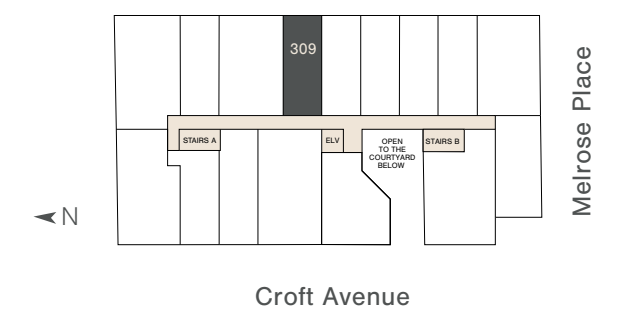 309
Melrose Place
STAIRS A
ELV
OPEN
TO THE
COURTYARD
BELOW
STAIRS B
N
Croft Avenue